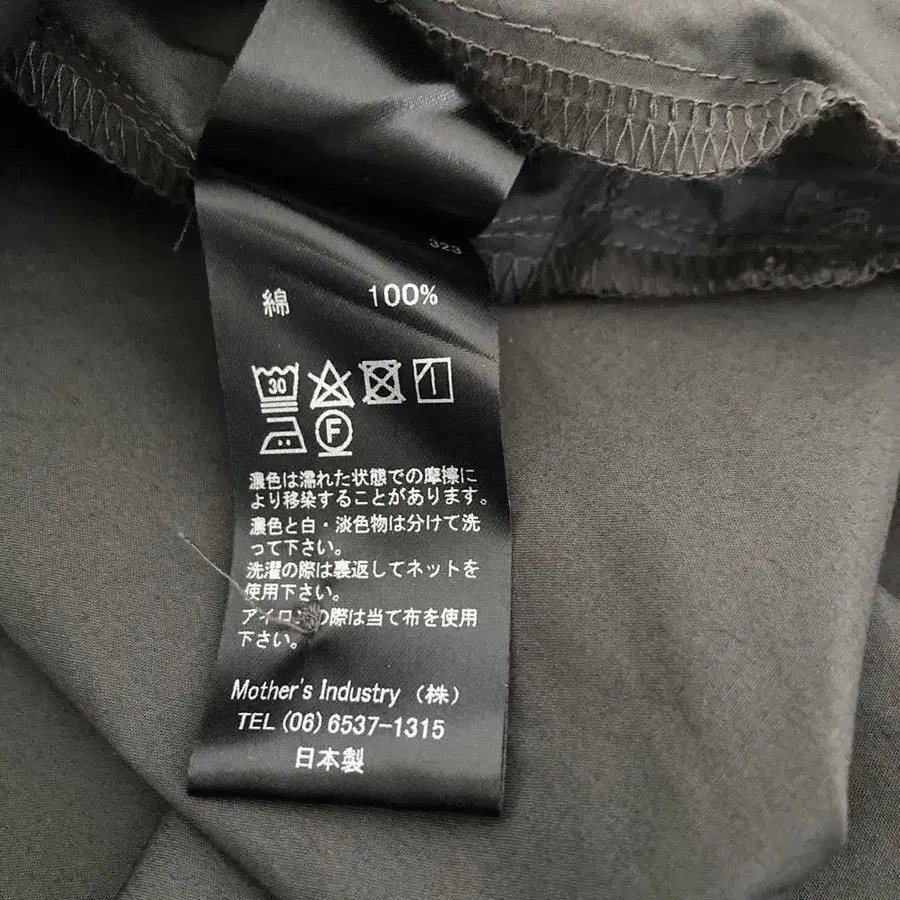 323
綿 100%
30
F
濃色は濡れた状態での摩擦に
より移染することがあります。
濃色と白・淡色物は分けて洗
って下さい。
洗濯の際は裏返してネットを
使用下さい。
の際は当て布を使用
下さい。
Mother's Industry (株)
TEL (06) 6537-1315
日本製